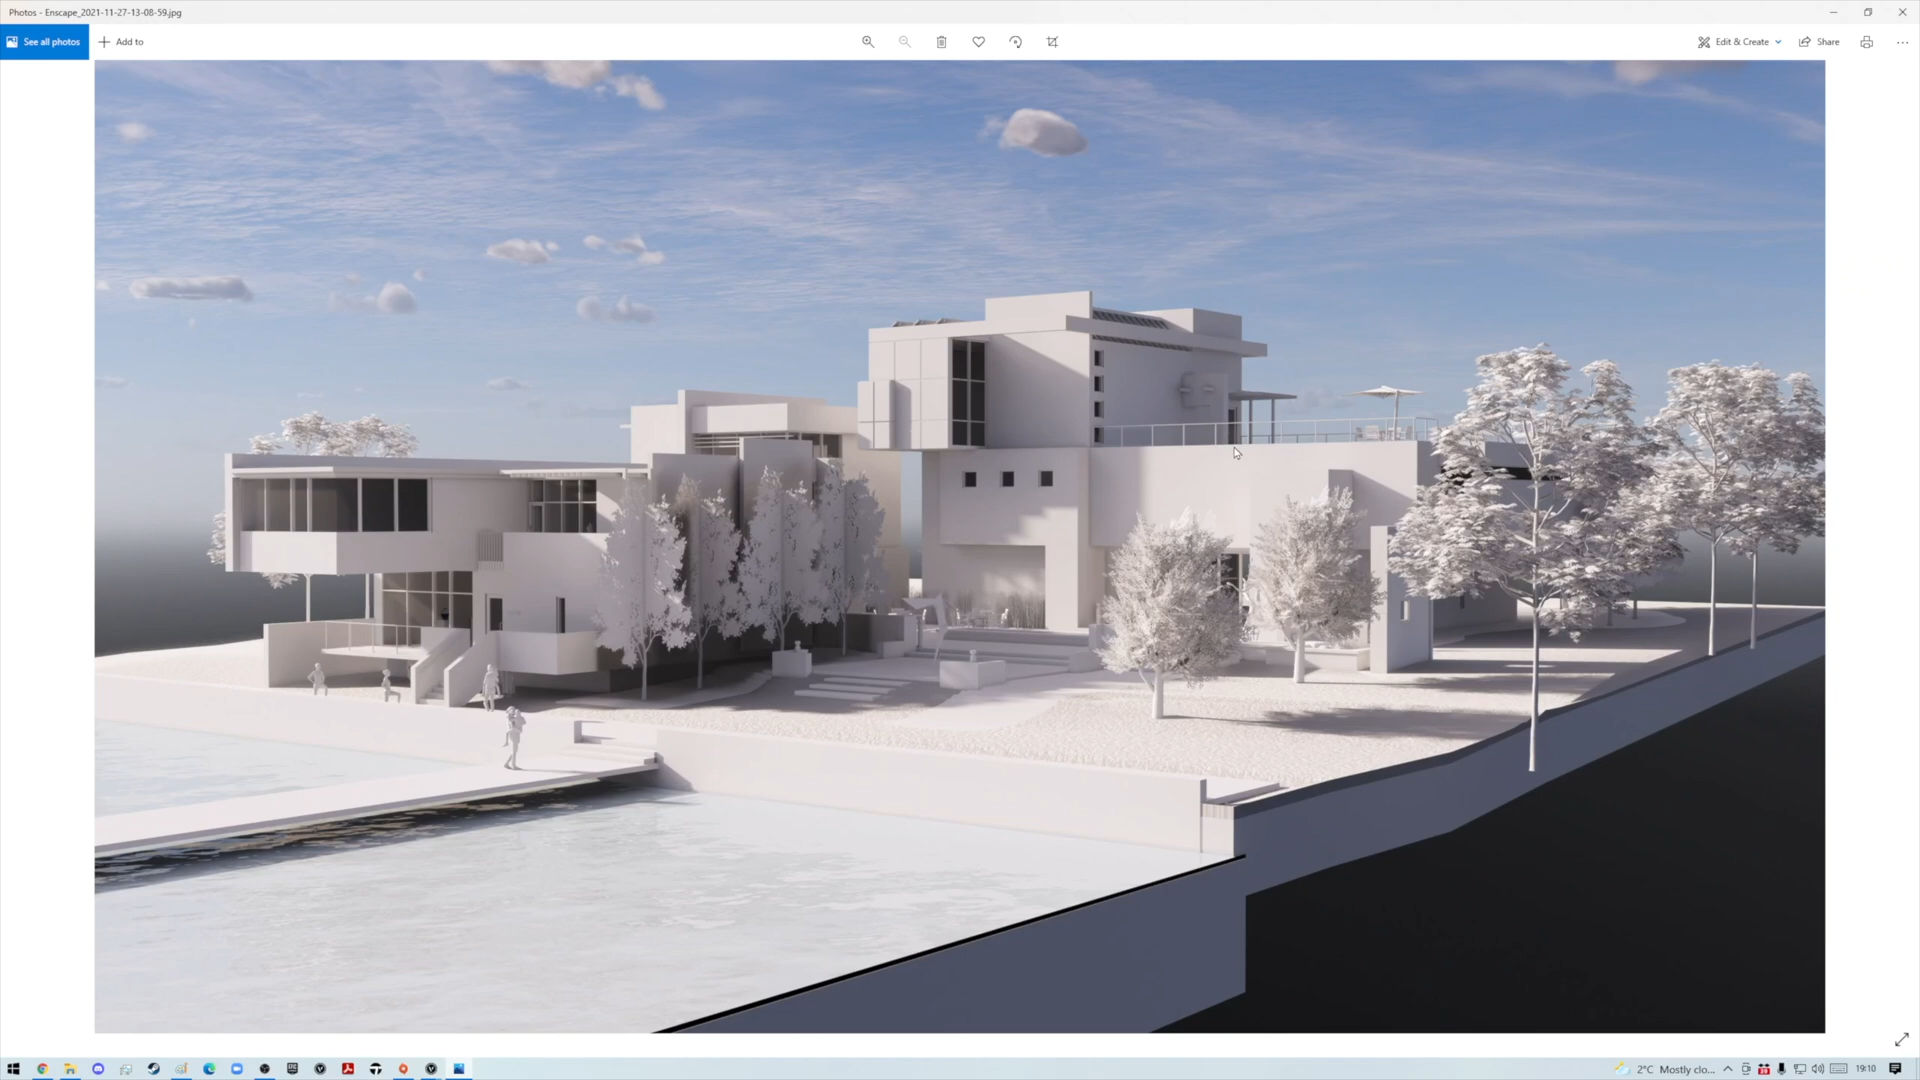 Photos - Enscape_2021-11-27-13-08-59.jpg
See all photos
Add to
Edit & Create
Share
2°C Mostly clo...
19:10